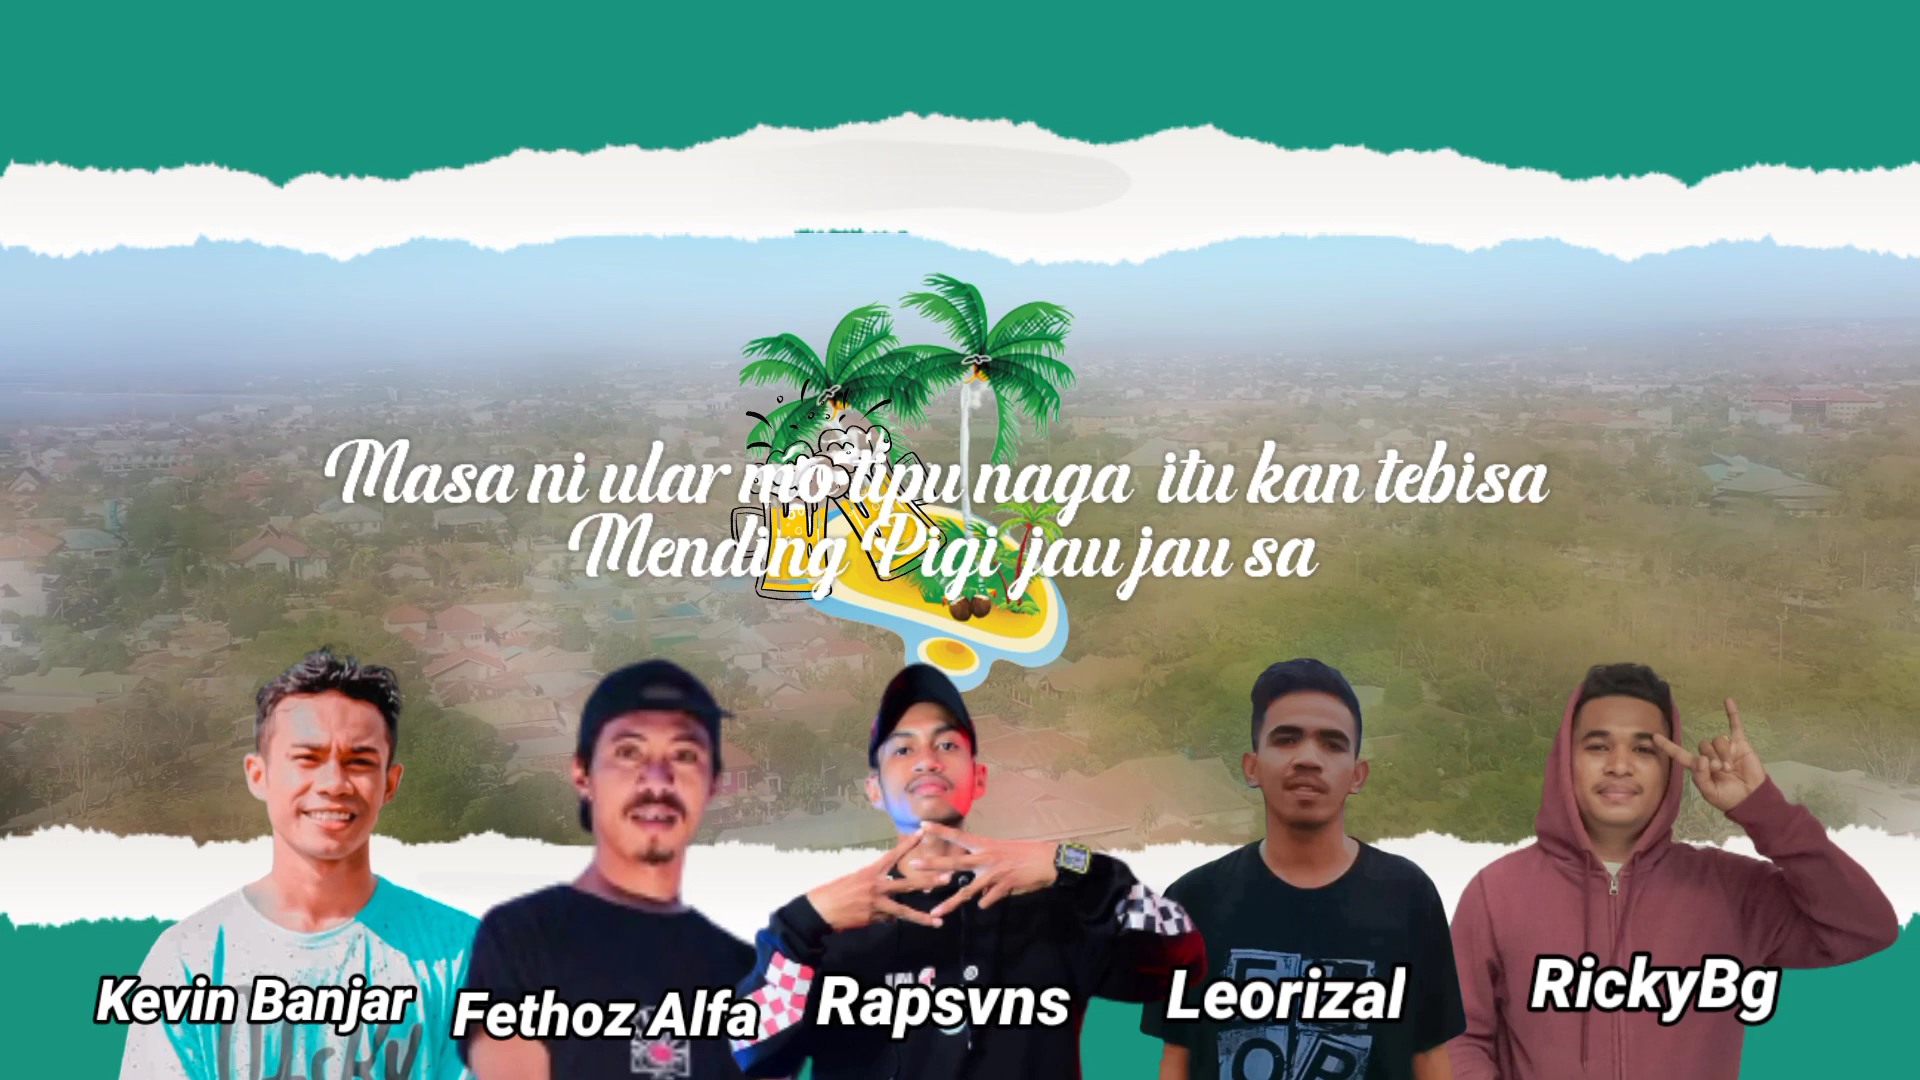 Masa ni ular mo tipu naga itu kan tebisa
Mending Pigi jau jau sa
Kevin Banjar
Fethoz Alfa
Rapsvns
Leorizal
RickyBg